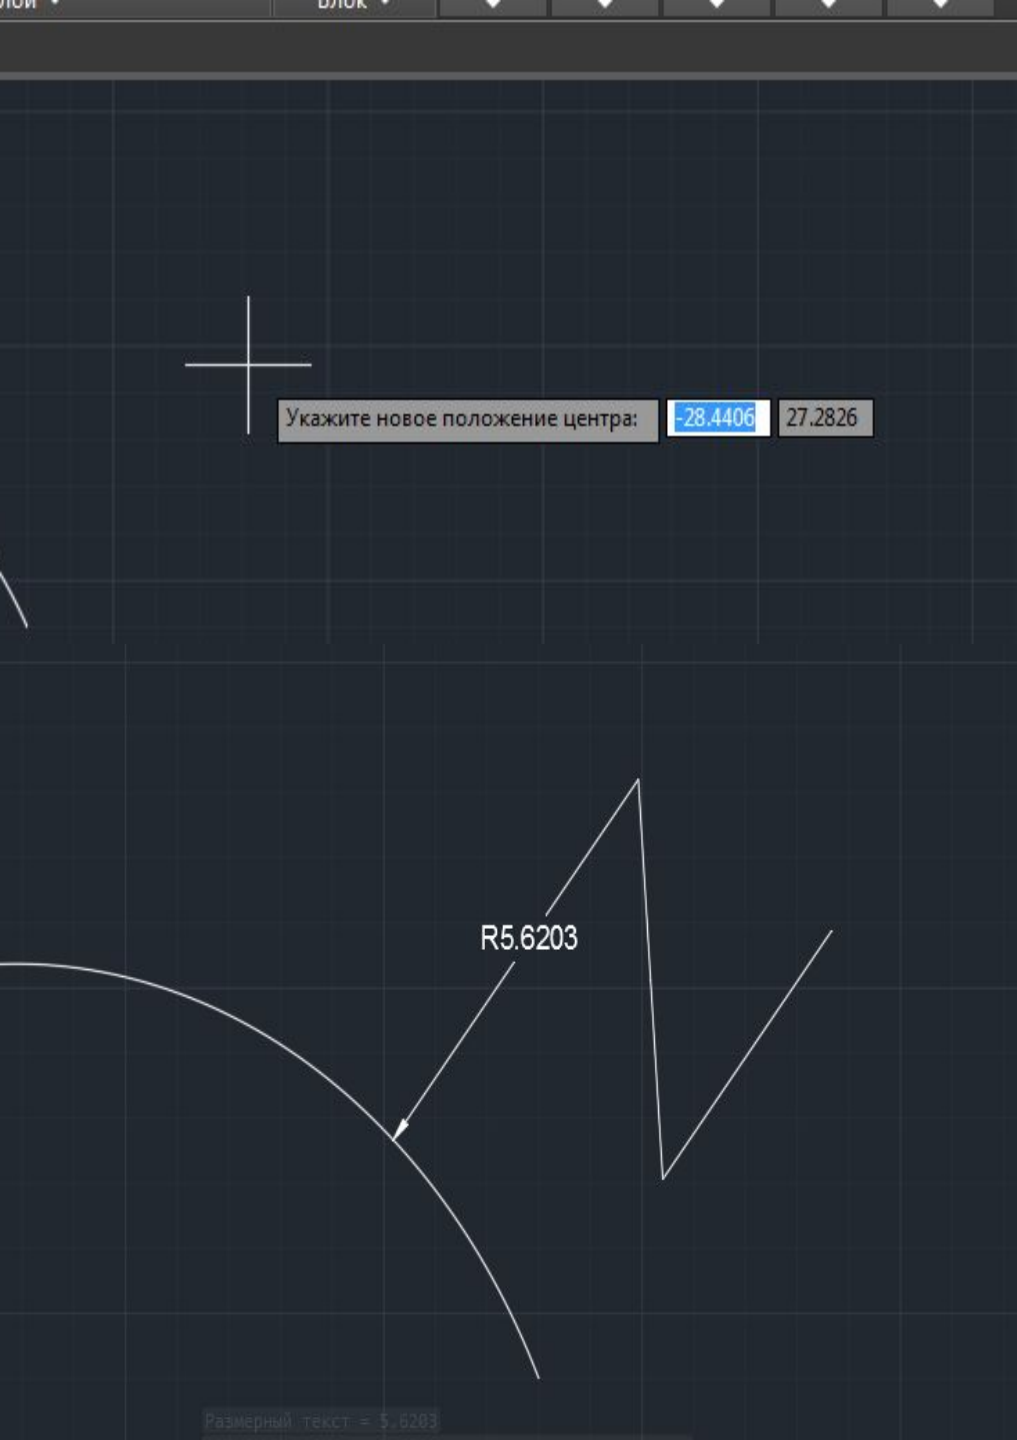 Блок
Укажите новое положение центра: -28.4406 27.2826
R5.6203
Размерный текст = 5.6203